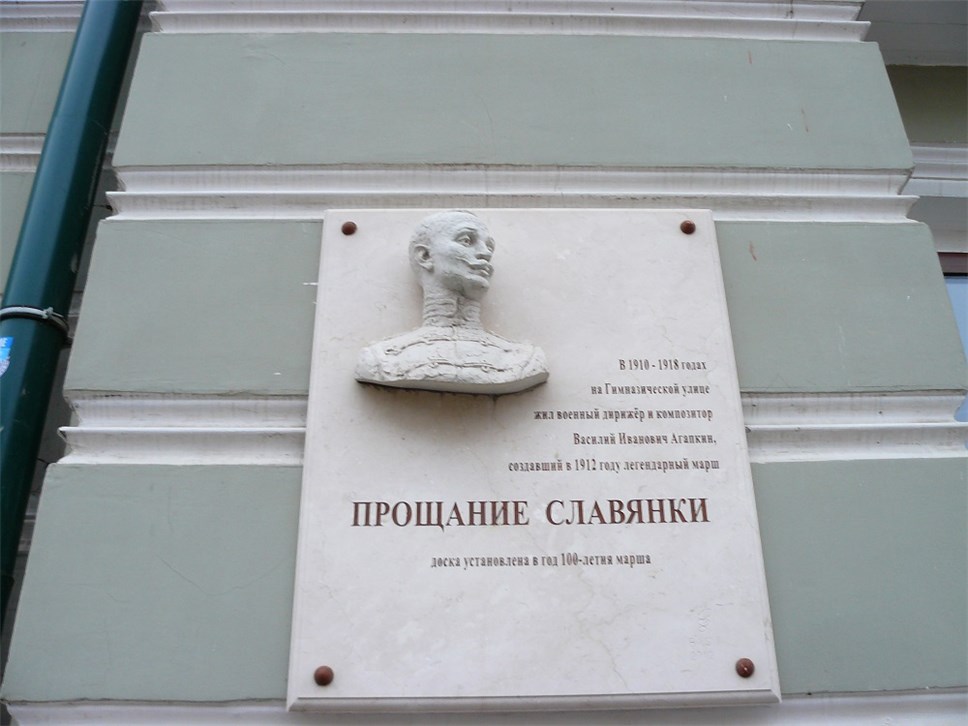 В 1910 - 1918 годах
на Гимназической улице
жил военный дирижёр и композитор
Василий Иванович Агапкин,
создавший в 1912 году легендарный марш
ПРОЩАНИЕ СЛАВЯНКИ
доска установлена в год 100-летия марша